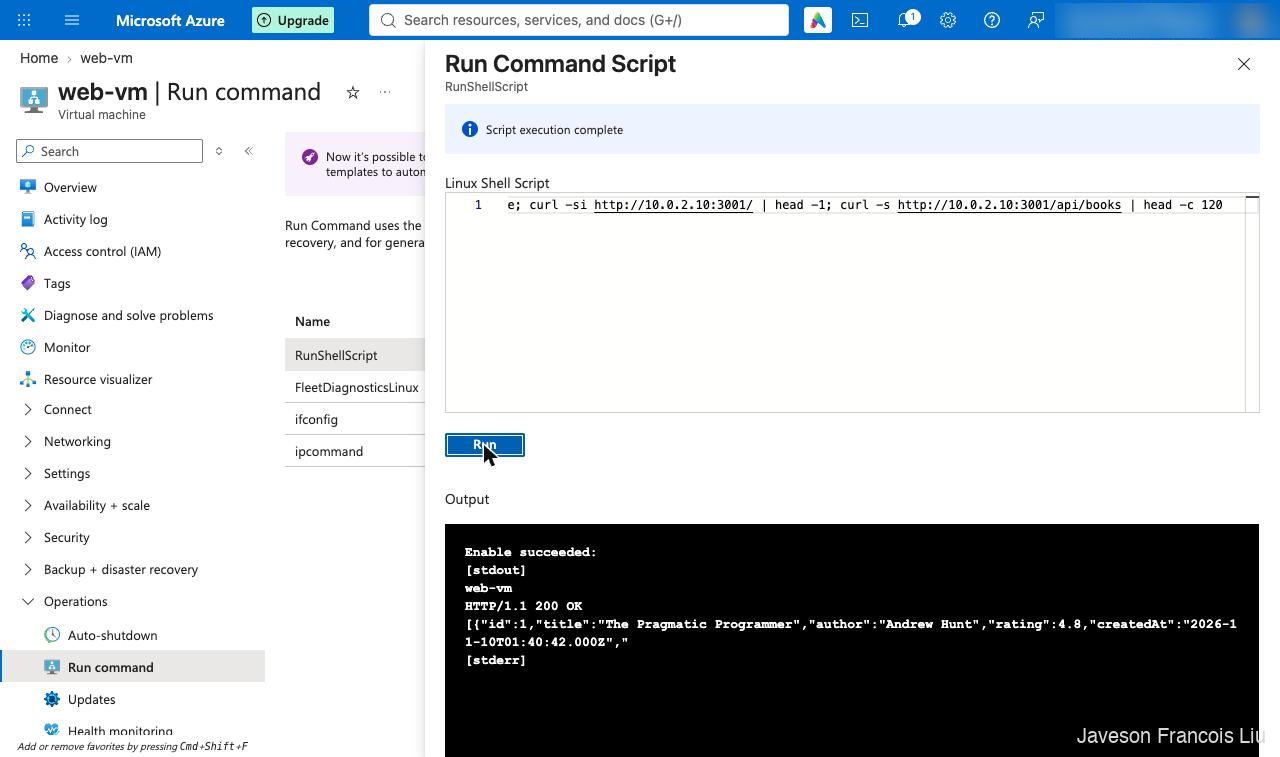 Microsoft Azure
Upgrade
Search resources, services, and docs (G+/)
1
Home › web-vm
web-vm | Run command
Virtual machine
Search
Overview
Activity log
Access control (IAM)
Tags
Diagnose and solve problems
Monitor
Resource visualizer
Connect
Networking
Settings
Availability + scale
Security
Backup + disaster recovery
Operations
Auto-shutdown
Run command
Updates
Health monitoring
Add or remove favorites by pressing Cmd+Shift+F
Now it's possible to
templates to autom
Run Command uses the
recovery, and for genera
Name
RunShellScript
FleetDiagnosticsLinux
ifconfig
ipcommand
Run Command Script
RunShellScript
Script execution complete
Linux Shell Script
1 e; curl -si http://10.0.2.10:3001/ | head -1; curl -s http://10.0.2.10:3001/api/books | head -c 120
Run
Output
Enable succeeded:
[stdout]
web-vm
HTTP/1.1 200 OK
[{"id":1,"title":"The Pragmatic Programmer","author":"Andrew Hunt","rating":4.8,"createdAt":"2026-1
1-10T01:40:42.000Z","
[stderr]
Javeson Francois Liu